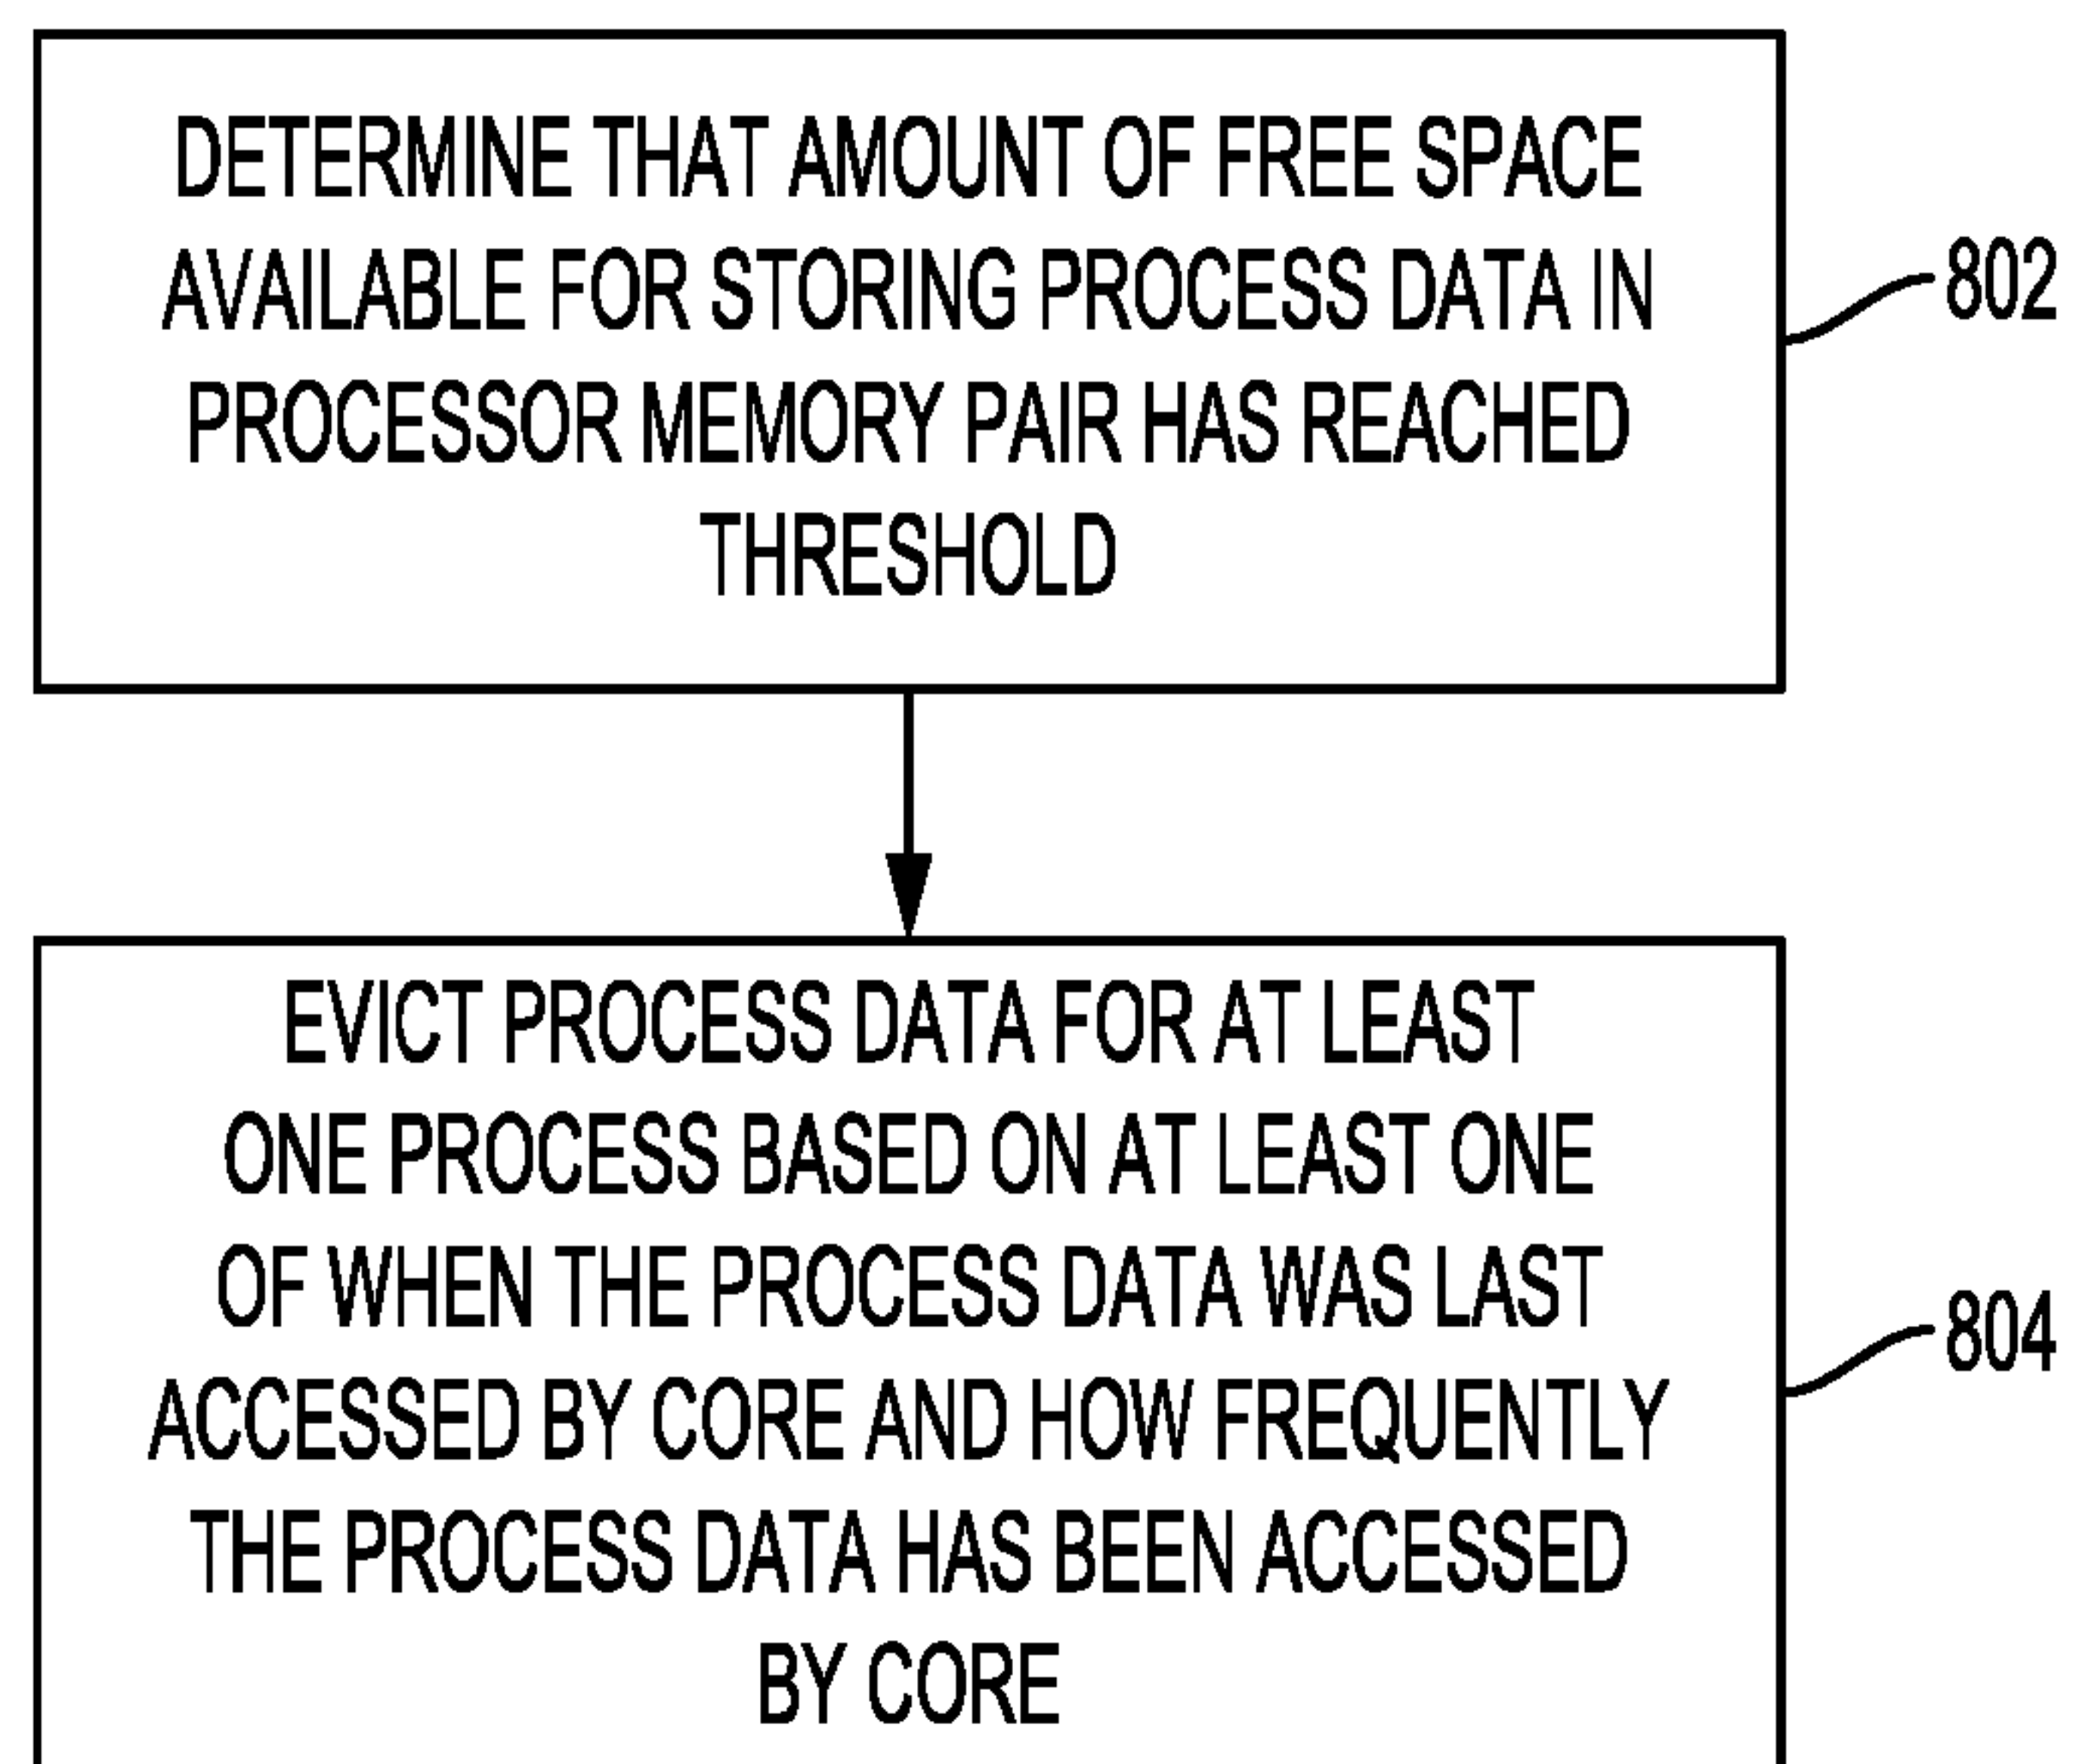 DETERMINE THAT AMOUNT OF FREE SPACE
AVAILABLE FOR STORING PROCESS DATA IN
PROCESSOR MEMORY PAIR HAS REACHED
THRESHOLD
802
EVICT PROCESS DATA FOR AT LEAST
ONE PROCESS BASED ON AT LEAST ONE
OF WHEN THE PROCESS DATA WAS LAST
ACCESSED BY CORE AND HOW FREQUENTLY
THE PROCESS DATA HAS BEEN ACCESSED
BY CORE
804